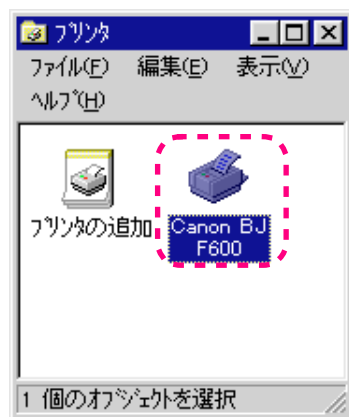 プリンタ
ファイル(F) 編集(E) 表示(V)
ヘルプ(H)
プリンタの追加
Canon BJ
F600
1 個のオブジェクトを選択